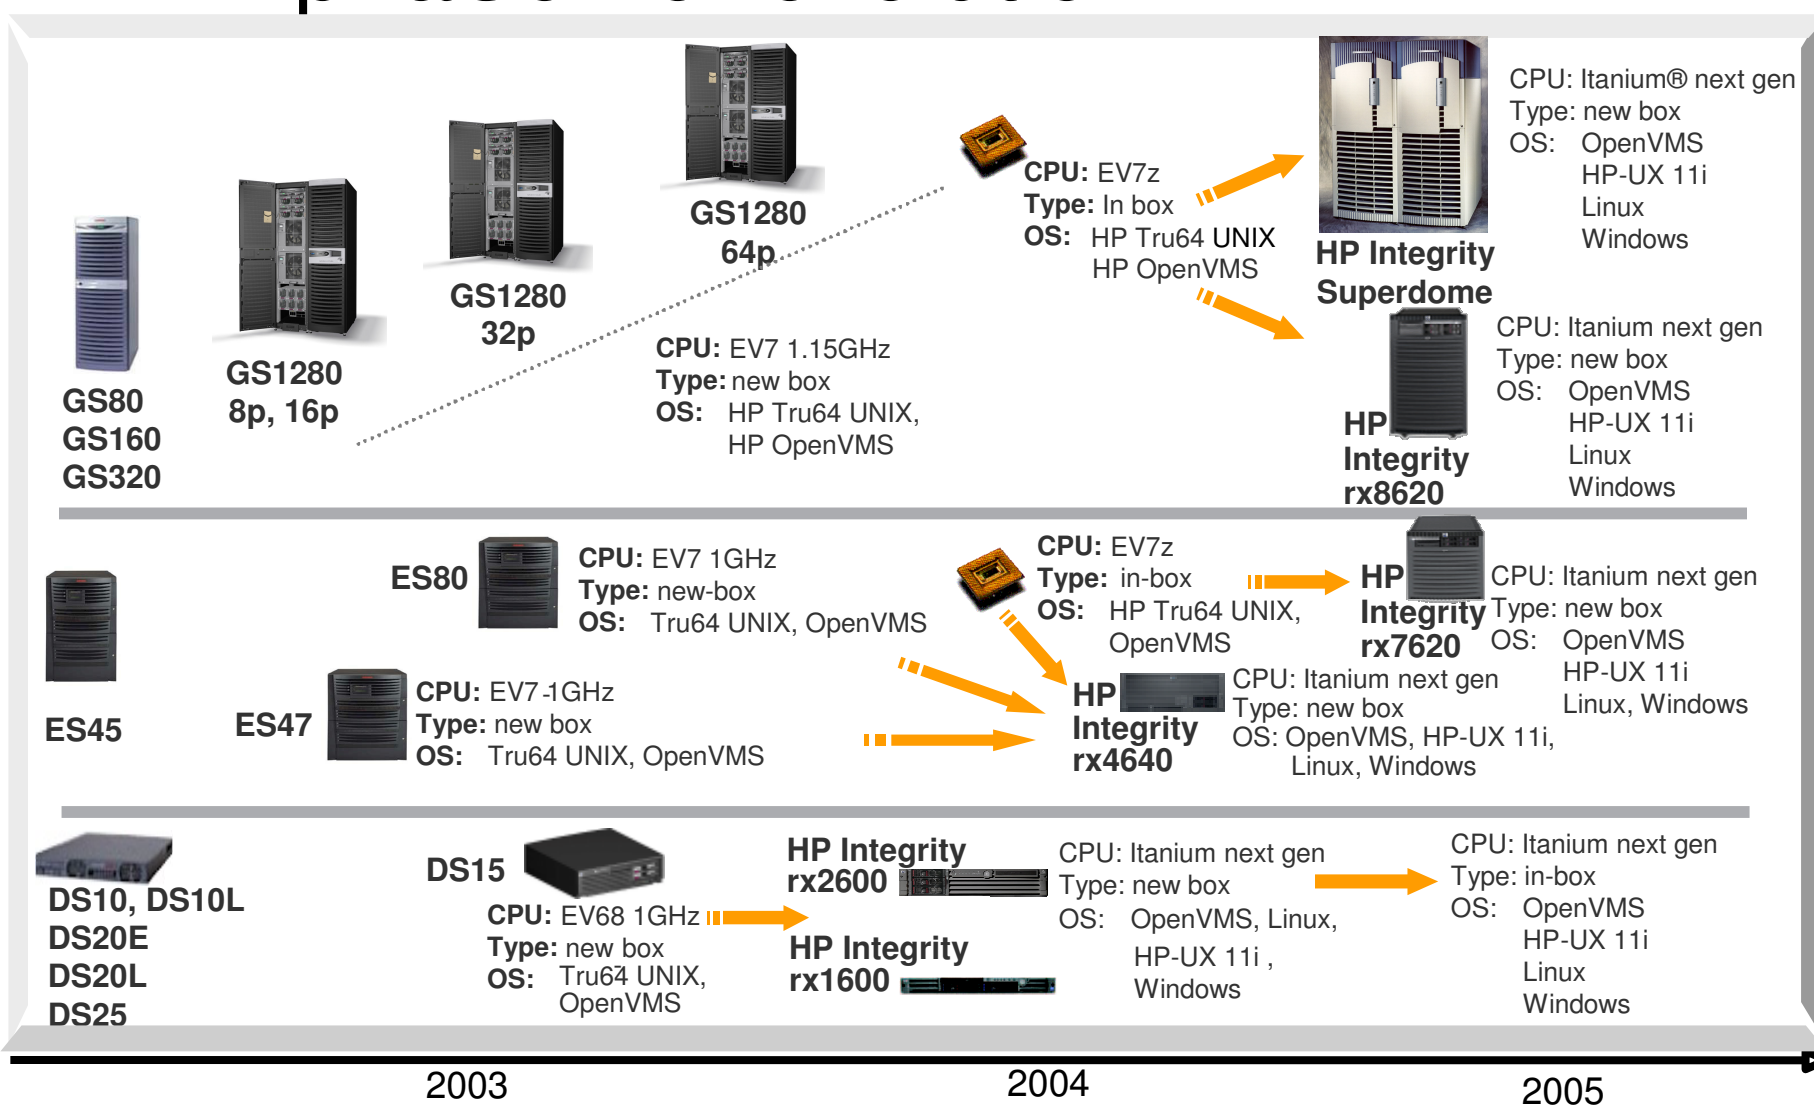 GS80
GS160
GS320
GS1280
8p, 16p
GS1280
32p
GS1280
64p
CPU: EV7 1.15GHz
Type: new box
OS: HP Tru64 UNIX,
HP OpenVMS
CPU: EV7z
Type: In box
OS: HP Tru64 UNIX
HP OpenVMS
HP Integrity
Superdome
CPU: Itanium® next gen
Type: new box
OS: OpenVMS
HP-UX 11i
Linux
Windows
HP
Integrity
rx8620
CPU: Itanium next gen
Type: new box
OS: OpenVMS
HP-UX 11i
Linux
Windows
ES45
ES80
CPU: EV7 1GHz
Type: new-box
OS: Tru64 UNIX, OpenVMS
ES47
CPU: EV7-1GHz
Type: new box
OS: Tru64 UNIX, OpenVMS
CPU: EV7z
Type: in-box
OS: HP Tru64 UNIX,
OpenVMS
HP
Integrity
rx7620
CPU: Itanium next gen
Type: new box
OS: OpenVMS
HP-UX 11i
Linux, Windows
HP
Integrity
rx4640
CPU: Itanium next gen
Type: new box
OS: OpenVMS, HP-UX 11i,
Linux, Windows
DS10, DS10L
DS20E
DS20L
DS25
DS15
CPU: EV68 1GHz
Type: new box
OS: Tru64 UNIX,
OpenVMS
HP Integrity
rx2600
HP Integrity
rx1600
CPU: Itanium next gen
Type: new box
OS: OpenVMS, Linux,
HP-UX 11i ,
Windows
CPU: Itanium next gen
Type: in-box
OS: OpenVMS
HP-UX 11i
Linux
Windows
2003
2004
2005